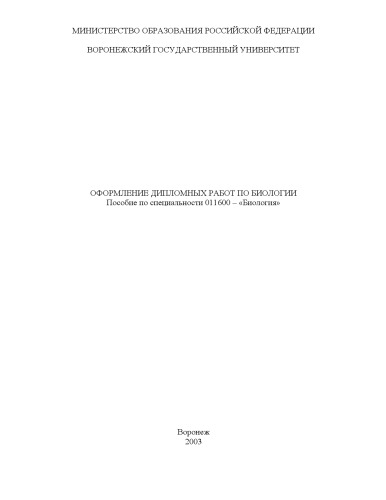 МИНИСТЕРСТВО ОБРАЗОВАНИЯ РОССИЙСКОЙ ФЕДЕРАЦИИ
ВОРОНЕЖСКИЙ ГОСУДАРСТВЕННЫЙ УНИВЕРСИТЕТ
ОФОРМЛЕНИЕ ДИПЛОМНЫХ РАБОТ ПО БИОЛОГИИ
Пособие по специальности 011600 – «Биология»
Воронеж
2003